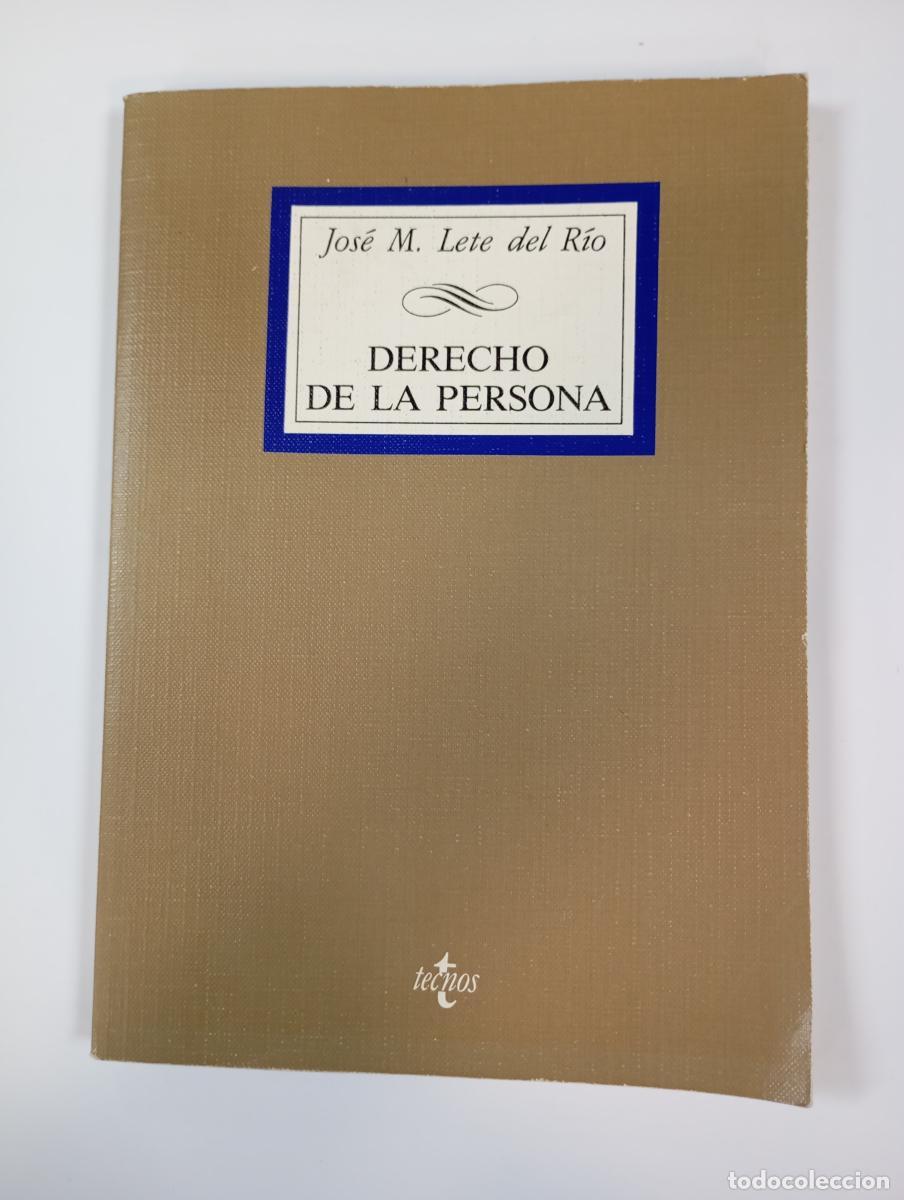 José M. Lete del Río
DERECHO
DE LA PERSONA
tecnos
todocoleccion